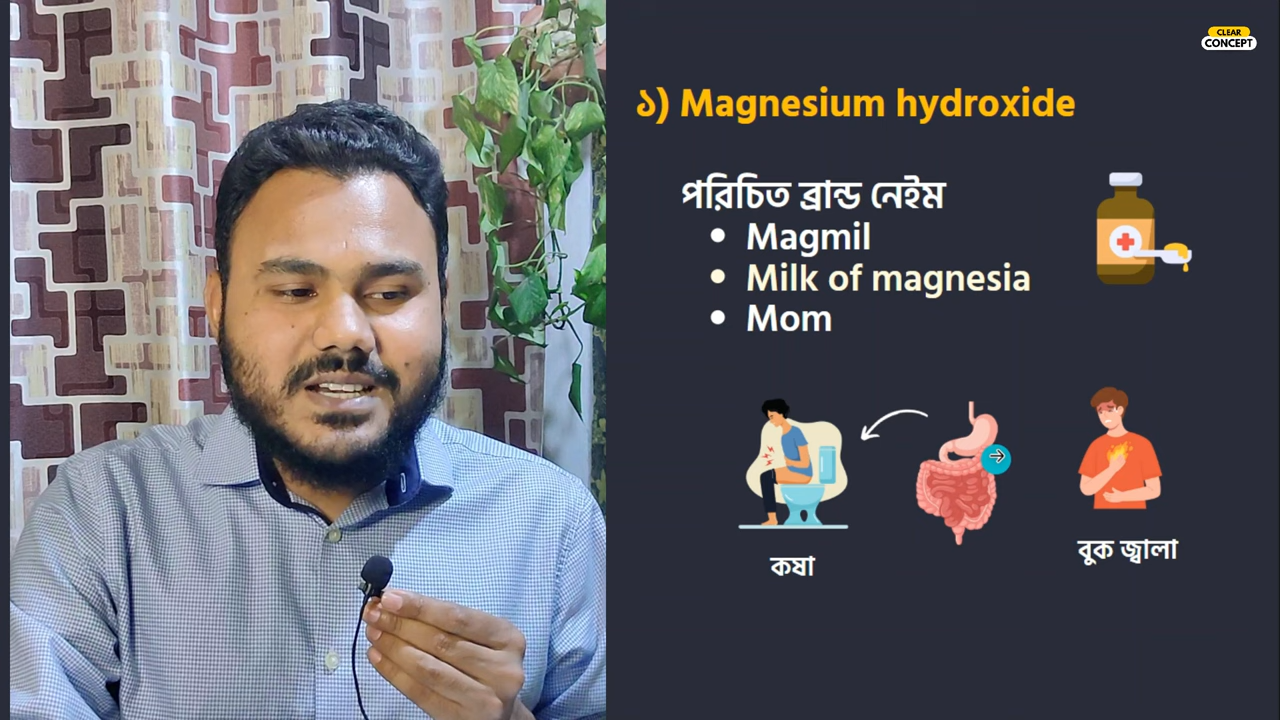 CLEAR
CONCEPT
১) Magnesium hydroxide
পরিচিত ব্রান্ড নেইম
• Magmil
• Milk of magnesia
• Mom
কষা
বুক জ্বালা